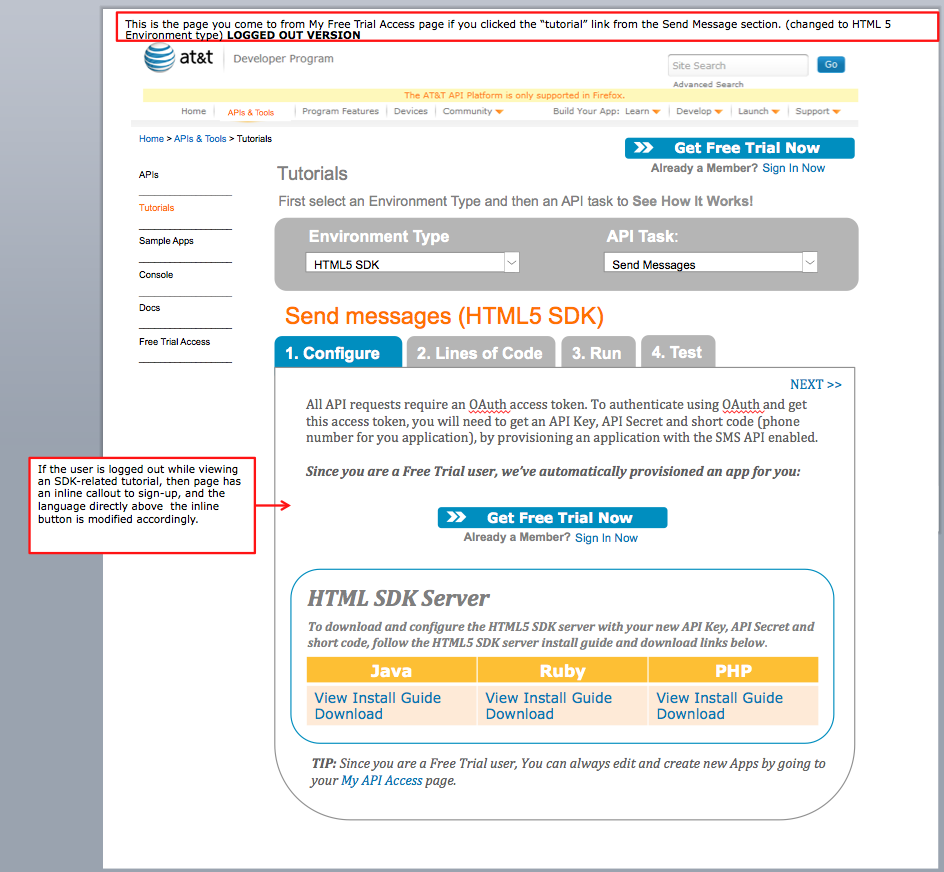 This is the page you come to from My Free Trial Access page if you clicked the “tutorial” link from the Send Message section. (changed to HTML 5
Environment type) LOGGED OUT VERSION
at&t Developer Program
Site Search Go
Advanced Search
The AT&T API Platform is only supported in Firefox.
Home APIs & Tools Program Features Devices Community Build Your App: Learn Develop Launch Support
Home > APIs & Tools > Tutorials
Get Free Trial Now
Already a Member? Sign In Now
APIs
Tutorials
Sample Apps
Console
Docs
Free Trial Access
Tutorials
First select an Environment Type and then an API task to See How It Works!
Environment Type API Task:
HTML5 SDK Send Messages
Send messages (HTML5 SDK)
1. Configure 2. Lines of Code 3. Run 4. Test
NEXT >>
All API requests require an OAuth access token. To authenticate using OAuth and get
this access token, you will need to get an API Key, API Secret and short code (phone
number for you application), by provisioning an application with the SMS API enabled.
Since you are a Free Trial user, we’ve automatically provisioned an app for you:
If the user is logged out while viewing
an SDK-related tutorial, then page has
an inline callout to sign-up, and the
language directly above the inline
button is modified accordingly.
Get Free Trial Now
Already a Member? Sign In Now
HTML SDK Server
To download and configure the HTML5 SDK server with your new API Key, API Secret and
short code, follow the HTML5 SDK server install guide and download links below.
Java Ruby PHP
View Install Guide View Install Guide View Install Guide
Download Download Download
TIP: Since you are a Free Trial user, You can always edit and create new Apps by going to
your My API Access page.